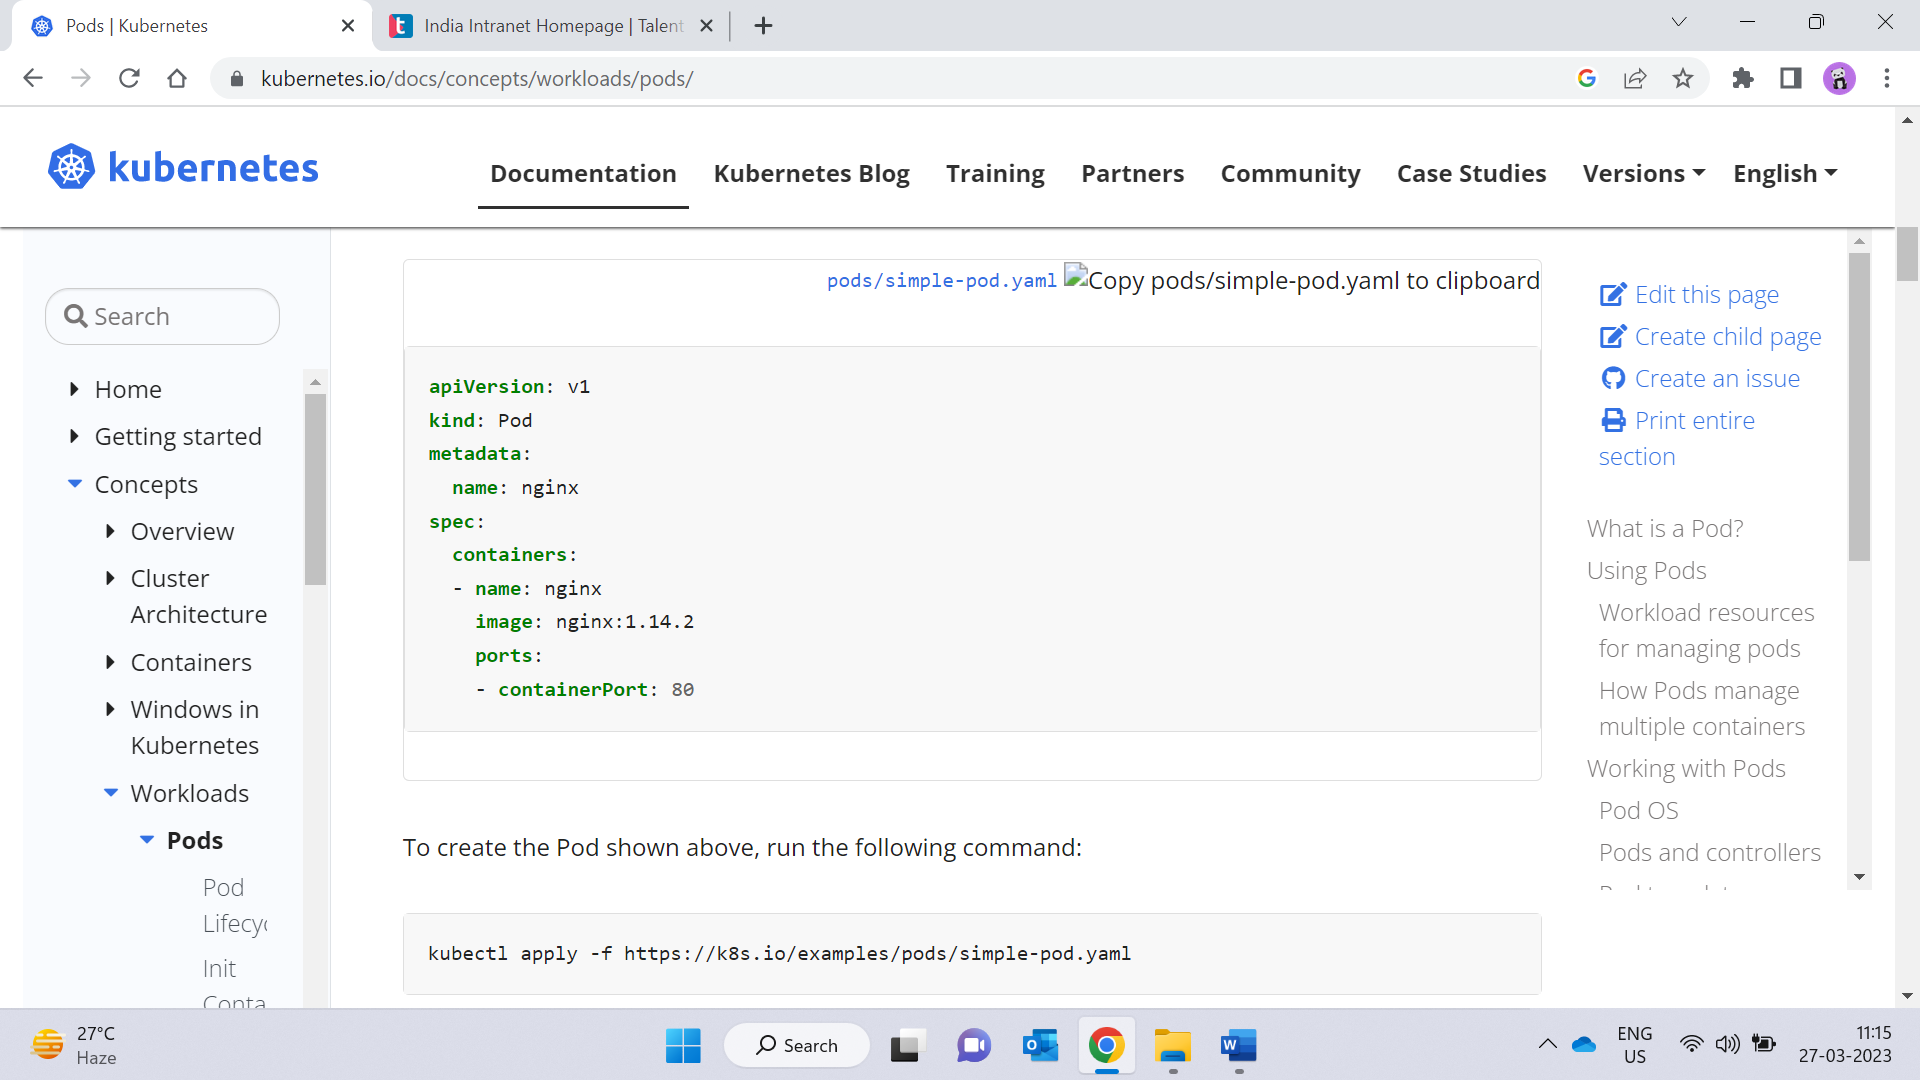 Pods | Kubernetes
India Intranet Homepage | Talent
kubernetes.io/docs/concepts/workloads/pods/
kubernetes
Documentation
Kubernetes Blog
Training
Partners
Community
Case Studies
Versions
English
Search
Home
Getting started
Concepts
Overview
Cluster
Architecture
Containers
Windows in
Kubernetes
Workloads
Pods
Pod
Lifecyc
Init
Conta
pods/simple-pod.yaml Copy pods/simple-pod.yaml to clipboard
apiVersion: v1
kind: Pod
metadata:
  name: nginx
spec:
  containers:
  - name: nginx
    image: nginx:1.14.2
    ports:
    - containerPort: 80
To create the Pod shown above, run the following command:
kubectl apply -f https://k8s.io/examples/pods/simple-pod.yaml
Edit this page
Create child page
Create an issue
Print entire
section
What is a Pod?
Using Pods
Workload resources
for managing pods
How Pods manage
multiple containers
Working with Pods
Pod OS
Pods and controllers
27°C
Haze
Search
ENG
US
11:15
27-03-2023